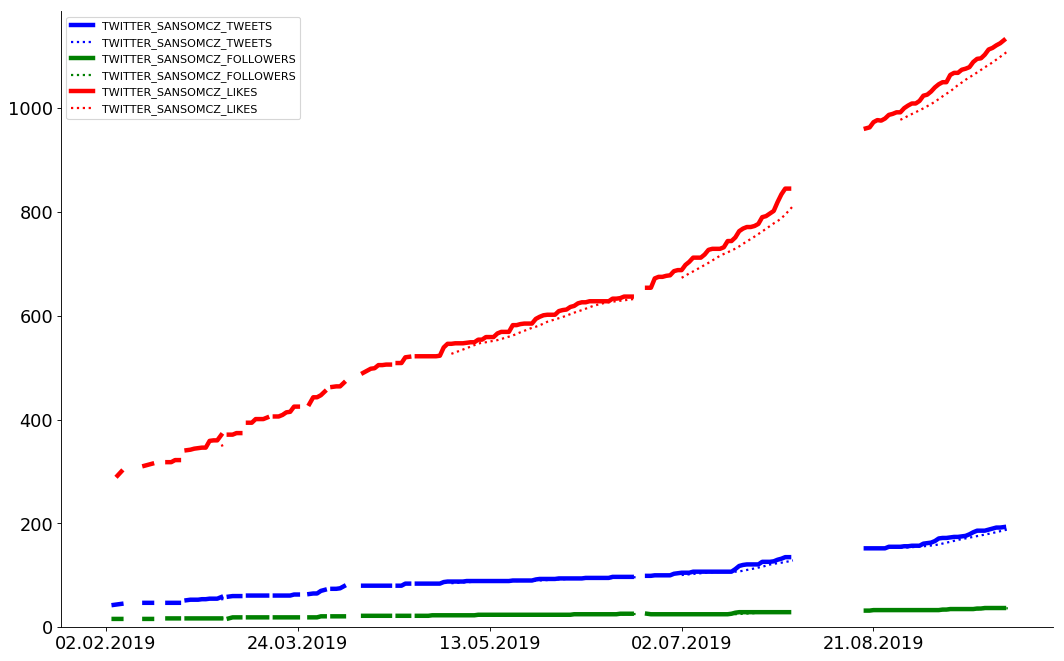 TWITTER_SANSOMCZ_TWEETS
TWITTER_SANSOMCZ_TWEETS
TWITTER_SANSOMCZ_FOLLOWERS
TWITTER_SANSOMCZ_FOLLOWERS
TWITTER_SANSOMCZ_LIKES
TWITTER_SANSOMCZ_LIKES
1000
800
600
400
200
0
02.02.2019 24.03.2019 13.05.2019 02.07.2019 21.08.2019